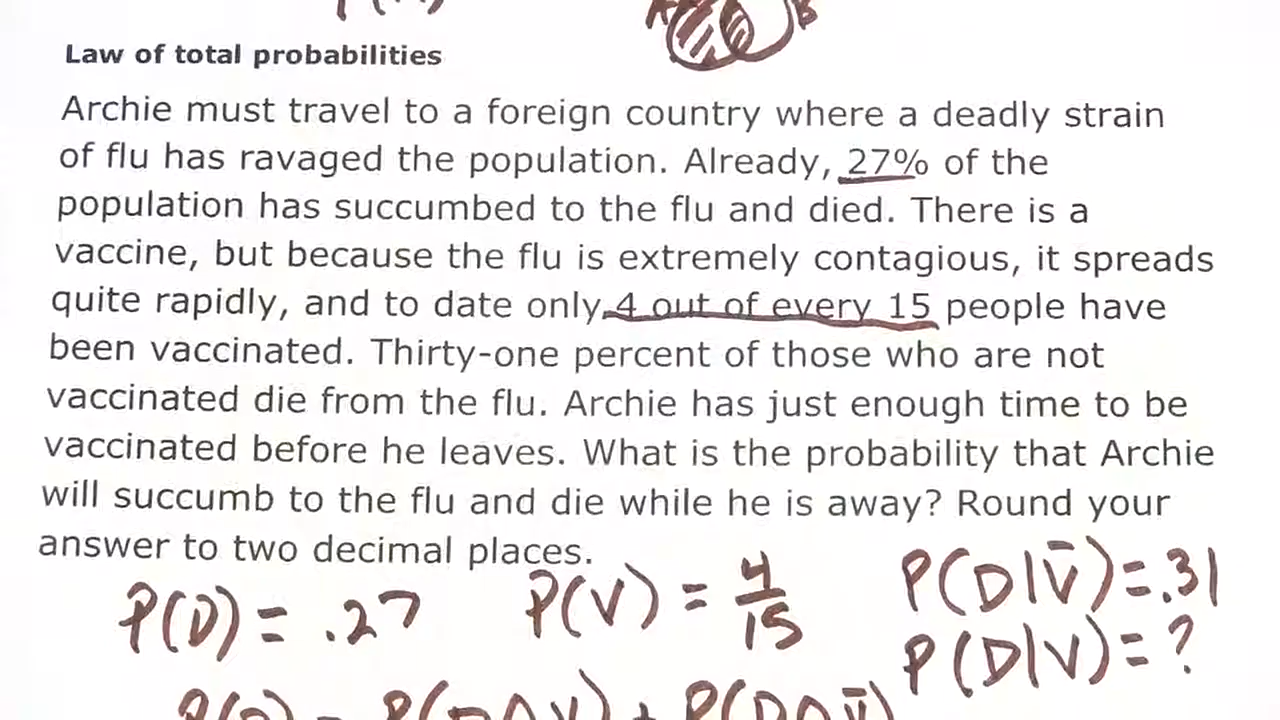 Law of total probabilities
Archie must travel to a foreign country where a deadly strain
of flu has ravaged the population. Already, 27% of the
population has succumbed to the flu and died. There is a
vaccine, but because the flu is extremely contagious, it spreads
quite rapidly, and to date only 4 out of every 15 people have
been vaccinated. Thirty-one percent of those who are not
vaccinated die from the flu. Archie has just enough time to be
vaccinated before he leaves. What is the probability that Archie
will succumb to the flu and die while he is away? Round your
answer to two decimal places.
P(D) = .27 P(V) = 4/15 P(D|V̄) = .31
P(D|V) = ?
P(D) = P(D∩V) + P(D∩V̄)